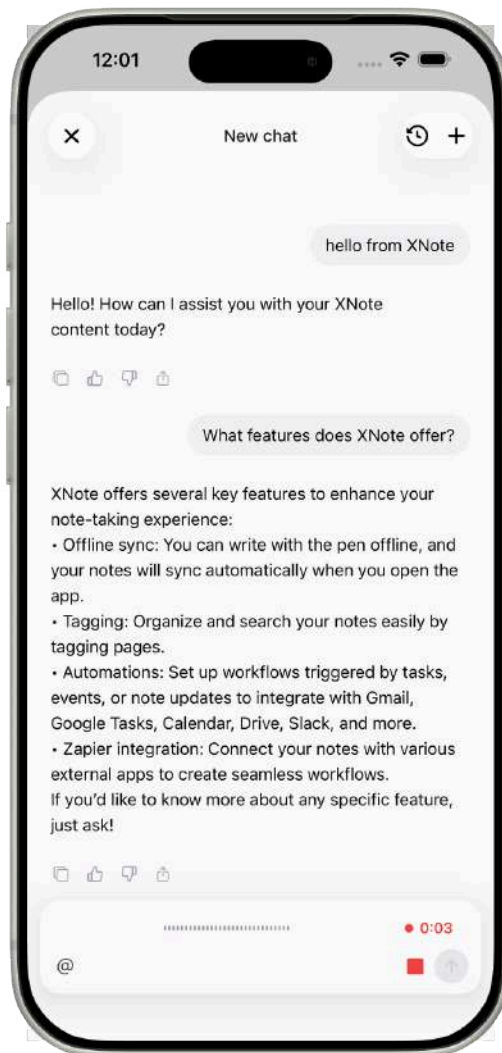 12:01
New chat
hello from XNote
Hello! How can I assist you with your XNote
content today?
What features does XNote offer?
XNote offers several key features to enhance your
note-taking experience:
• Offline sync: You can write with the pen offline, and
your notes will sync automatically when you open the
app.
• Tagging: Organize and search your notes easily by
tagging pages.
• Automations: Set up workflows triggered by tasks,
events, or note updates to integrate with Gmail,
Google Tasks, Calendar, Drive, Slack, and more.
• Zapier integration: Connect your notes with various
external apps to create seamless workflows.
If you’d like to know more about any specific feature,
just ask!
0:03
@